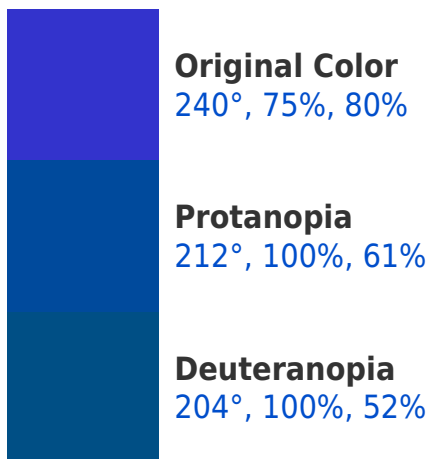 Original Color
240°, 75%, 80%
Protanopia
212°, 100%, 61%
Deuteranopia
204°, 100%, 52%